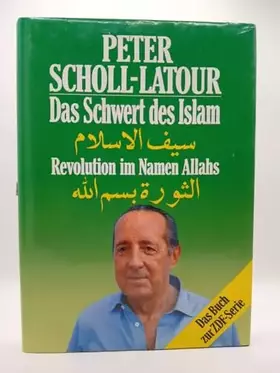 PETER
SCHOLL-LATOUR
Das Schwert des Islam
سيف الاسلام
Revolution im Namen Allahs
الثورة بسم الله
Das Buch
zur ZDF-Serie